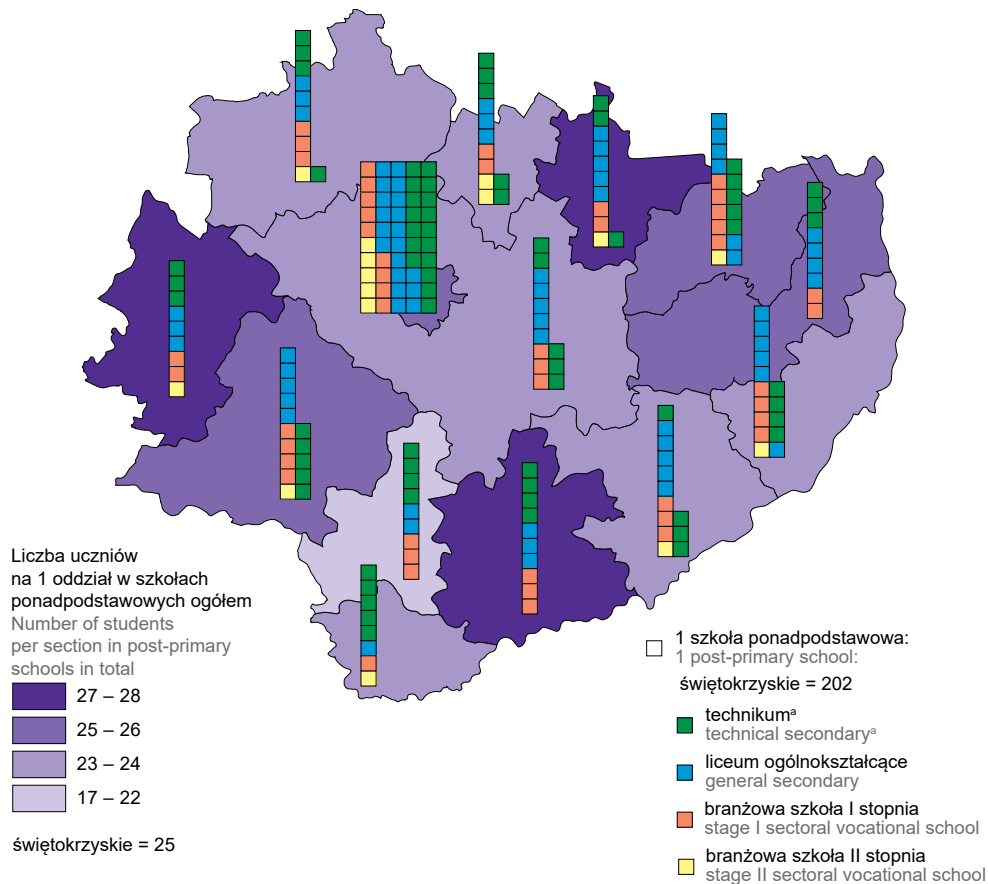 Liczba uczniów
na 1 oddział w szkołach
ponadpodstawowych ogółem
Number of students
per section in post-primary
schools in total
27 – 28
25 – 26
23 – 24
17 – 22
świętokrzyskie = 25
1 szkoła ponadpodstawowa:
1 post-primary school:
świętokrzyskie = 202
technikumᵃ
technical secondaryᵃ
liceum ogólnokształcące
general secondary
branżowa szkoła I stopnia
stage I sectoral vocational school
branżowa szkoła II stopnia
stage II sectoral vocational school